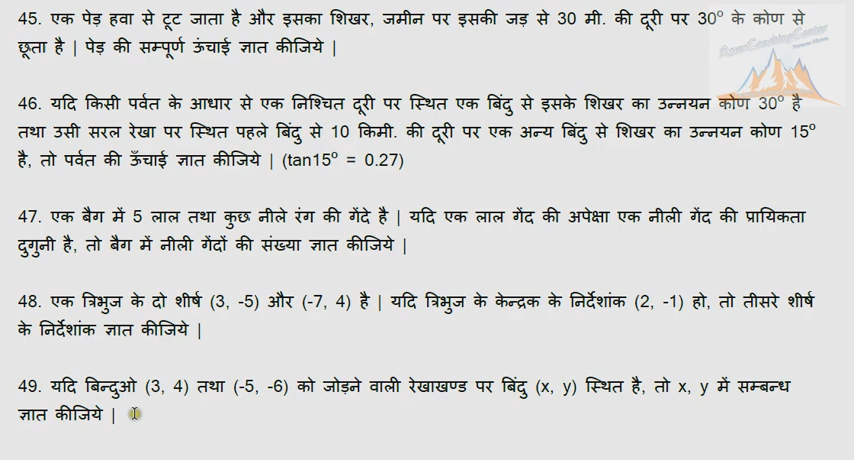 45. एक पेड़ हवा से टूट जाता है और इसका शिखर, जमीन पर इसकी जड़ से 30 मी. की दूरी पर 30° के कोण से
छूता है | पेड़ की सम्पूर्ण ऊंचाई ज्ञात कीजिये |
46. यदि किसी पर्वत के आधार से एक निश्चित दूरी पर स्थित एक बिंदु से इसके शिखर का उन्नयन कोण 30° है
तथा उसी सरल रेखा पर स्थित पहले बिंदु से 10 किमी. की दूरी पर एक अन्य बिंदु से शिखर का उन्नयन कोण 15°
है, तो पर्वत की ऊँचाई ज्ञात कीजिये | (tan15° = 0.27)
47. एक बैग में 5 लाल तथा कुछ नीले रंग की गेंदे है | यदि एक लाल गेंद की अपेक्षा एक नीली गेंद की प्रायिकता
दुगुनी है, तो बैग में नीली गेंदों की संख्या ज्ञात कीजिये |
48. एक त्रिभुज के दो शीर्ष (3, -5) और (-7, 4) है | यदि त्रिभुज के केन्द्रक के निर्देशांक (2, -1) हो, तो तीसरे शीर्ष
के निर्देशांक ज्ञात कीजिये |
49. यदि बिन्दुओ (3, 4) तथा (-5, -6) को जोड़ने वाली रेखाखण्ड पर बिंदु (x, y) स्थित है, तो x, y में सम्बन्ध
ज्ञात कीजिये |